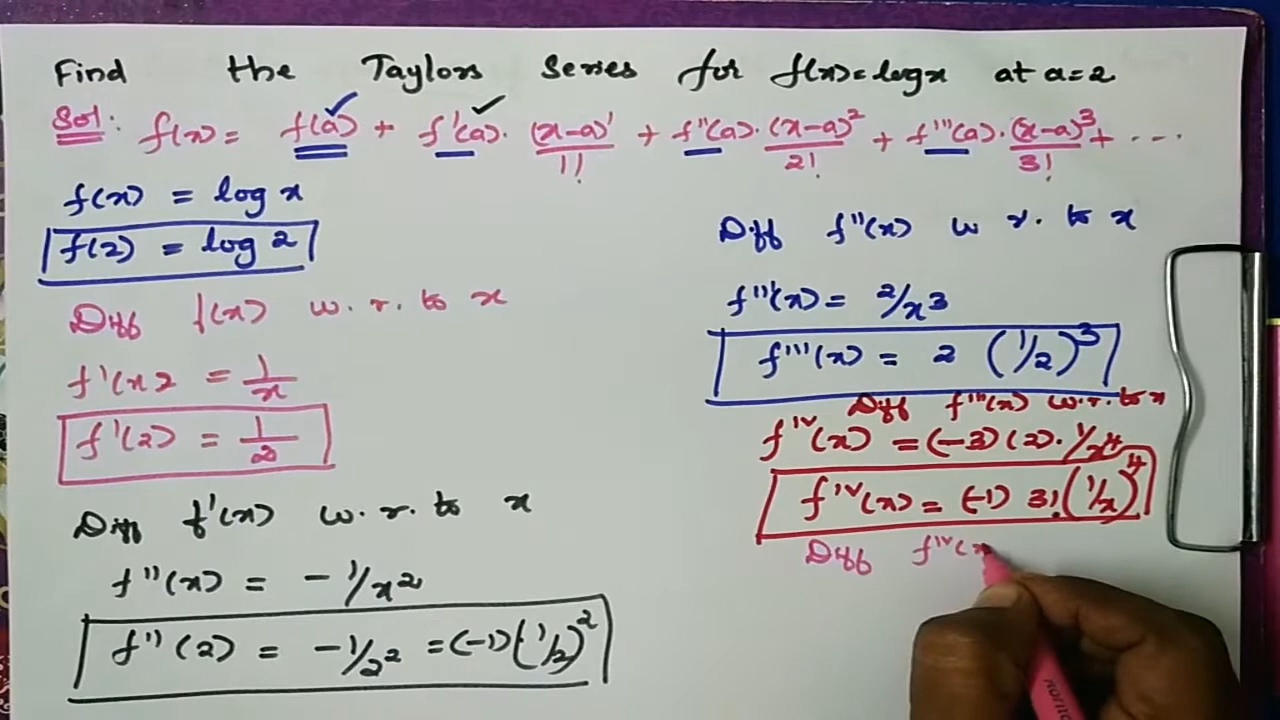 Find the Taylors Series for f(x)=logx at a=2
Sol: f(x) = f(a) + f'(a). (x-a)'/1! + f''(a). (x-a)²/2! + f'''(a). (x-a)³/3! + ...
f(x) = log x
f(2) = log 2
Diff f(x) w.r.to x
f'(x) = 1/x
f'(2) = 1/2
Diff f'(x) w.r.to x
f''(x) = -1/x²
f''(2) = -1/2² = (-1)(1/2)²
Diff f''(x) w r. to x
f'''(x) = 2/x3
f'''(x) = 2 (1/2)³
Diff f'''(x) w.r.to x
f'ᵛ(x) = (-3)(2).1/x⁴
f'ᵛ(x) = (-1) 3! (1/x)⁴
Diff f'ᵛ(x